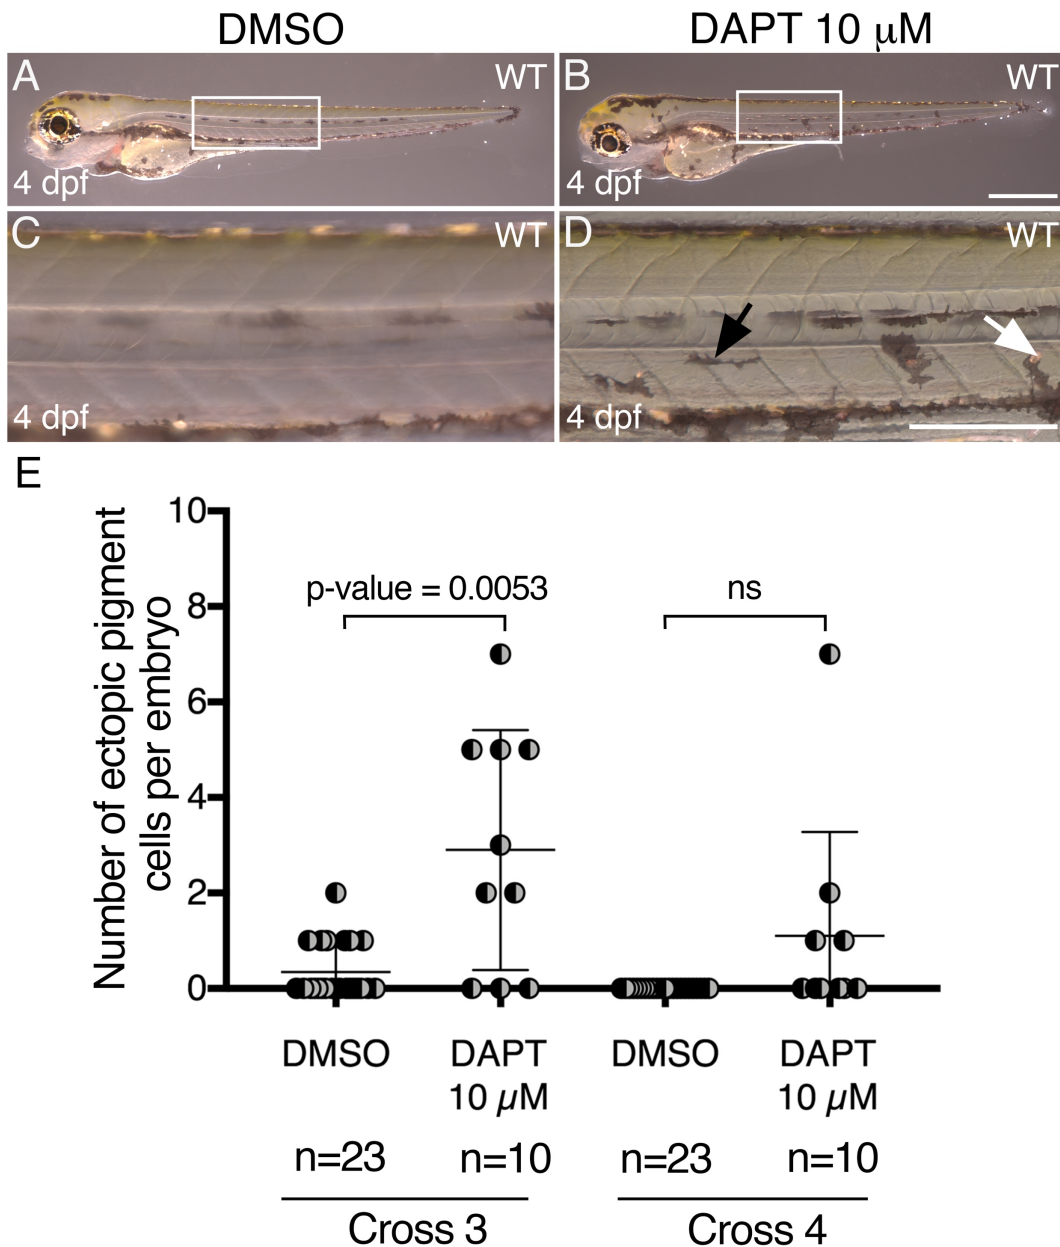 DMSO
DAPT 10 μM
A
WT
4 dpf
B
WT
4 dpf
C
WT
4 dpf
D
WT
4 dpf
E
Number of ectopic pigment
cells per embryo
10
8
6
4
2
0
p-value = 0.0053
ns
DMSO
DAPT
10 µM
DMSO
DAPT
10 µM
n=23
n=10
n=23
n=10
Cross 3
Cross 4